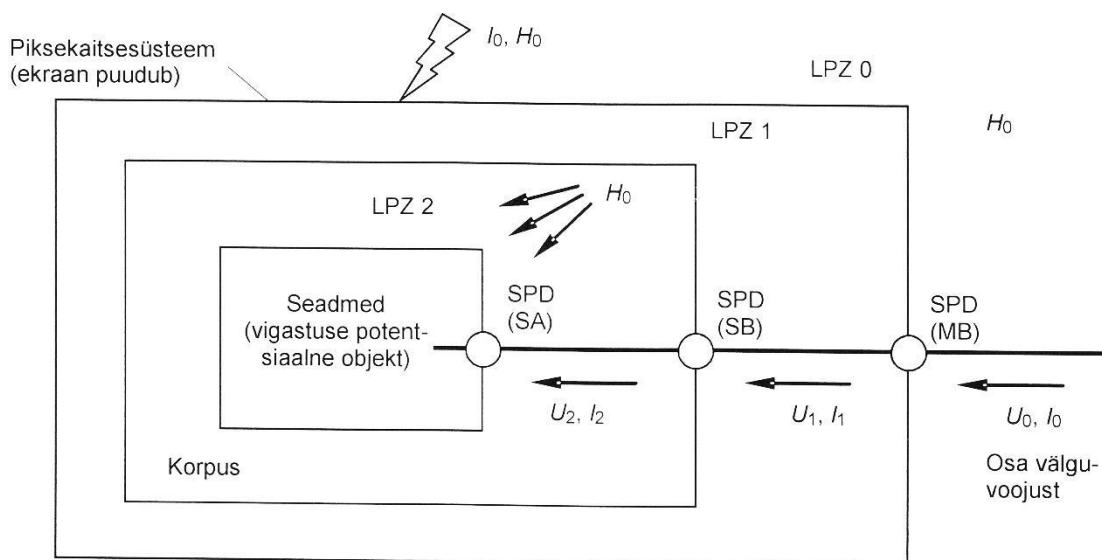 I0, H0
Piksekaitsesüsteem
(ekraan puudub)
LPZ 0
LPZ 1
H0
LPZ 2
H0
Seadmed
(vigastuse potent-
siaalne objekt)
SPD
(SA)
SPD
(SB)
SPD
(MB)
U2, I2
U1, I1
U0, I0
Korpus
Osa välgu-
voojust